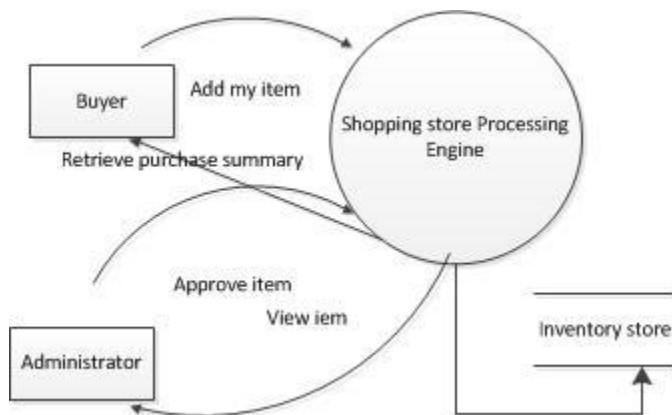 Buyer
Add my item
Shopping store Processing
Engine
Retrieve purchase summary
Approve item
View iem
Inventory store
Administrator